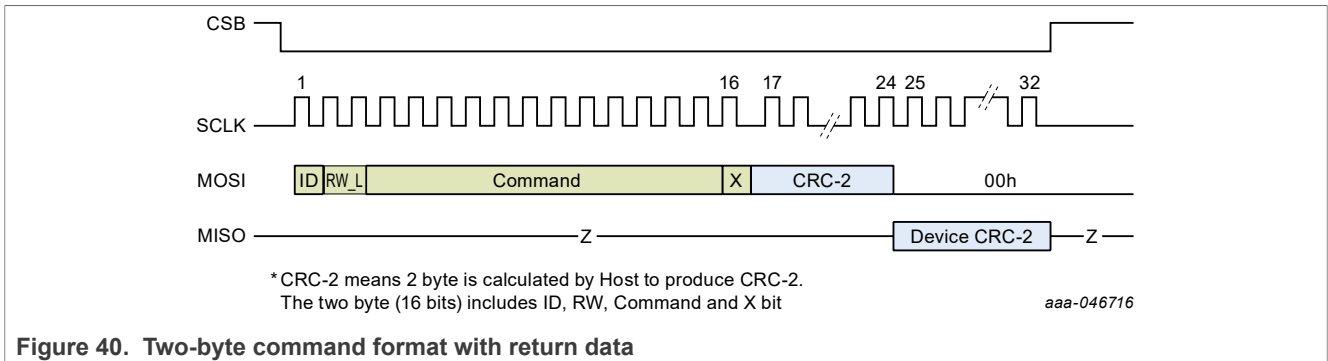 CSB
1 16 17 24 25 32
SCLK
MOSI ID RW_L Command X CRC-2 00h
MISO Z Device CRC-2 Z
* CRC-2 means 2 byte is calculated by Host to produce CRC-2.
The two byte (16 bits) includes ID, RW, Command and X bit aaa-046716
Figure 40. Two-byte command format with return data